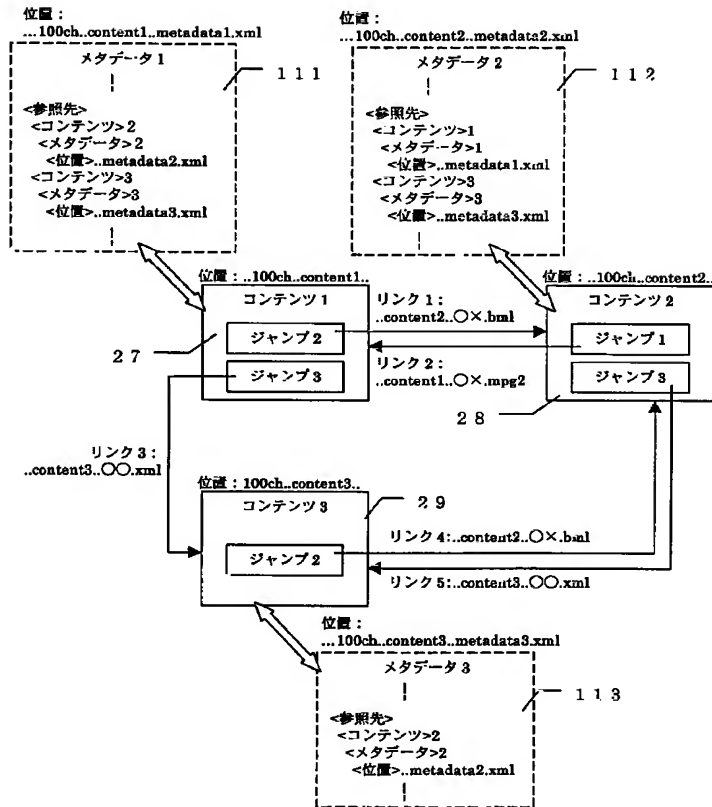 位置：
...100ch..content1..metadata1.xml
メタデータ1
111
<参照先>
<コンテンツ>2
<メタデータ>2
<位置>..metadata2.xml
<コンテンツ>3
<メタデータ>3
<位置>..metadata3.xml
位置：
...100ch..content2..metadata2.xml
メタデータ2
112
<参照先>
<コンテンツ>1
<メタデータ>1
<位置>..metadata1.xml
<コンテンツ>3
<メタデータ>3
<位置>..metadata3.xml
位置：..100ch..content1..
コンテンツ1
ジャンプ2
ジャンプ3
27
リンク1：
..content2..○×.bml
リンク2：
..content1..○×.mpg2
位置：..100ch..content2..
コンテンツ2
ジャンプ1
ジャンプ3
28
リンク3：
..content3..○○.xml
位置：100ch..content3..
コンテンツ3
ジャンプ2
29
リンク4:..content2..○×.bml
リンク5:..content3..○○.xml
位置：
...100ch..content3..metadata3.xml
メタデータ3
113
<参照先>
<コンテンツ>2
<メタデータ>2
<位置>..metadata2.xml